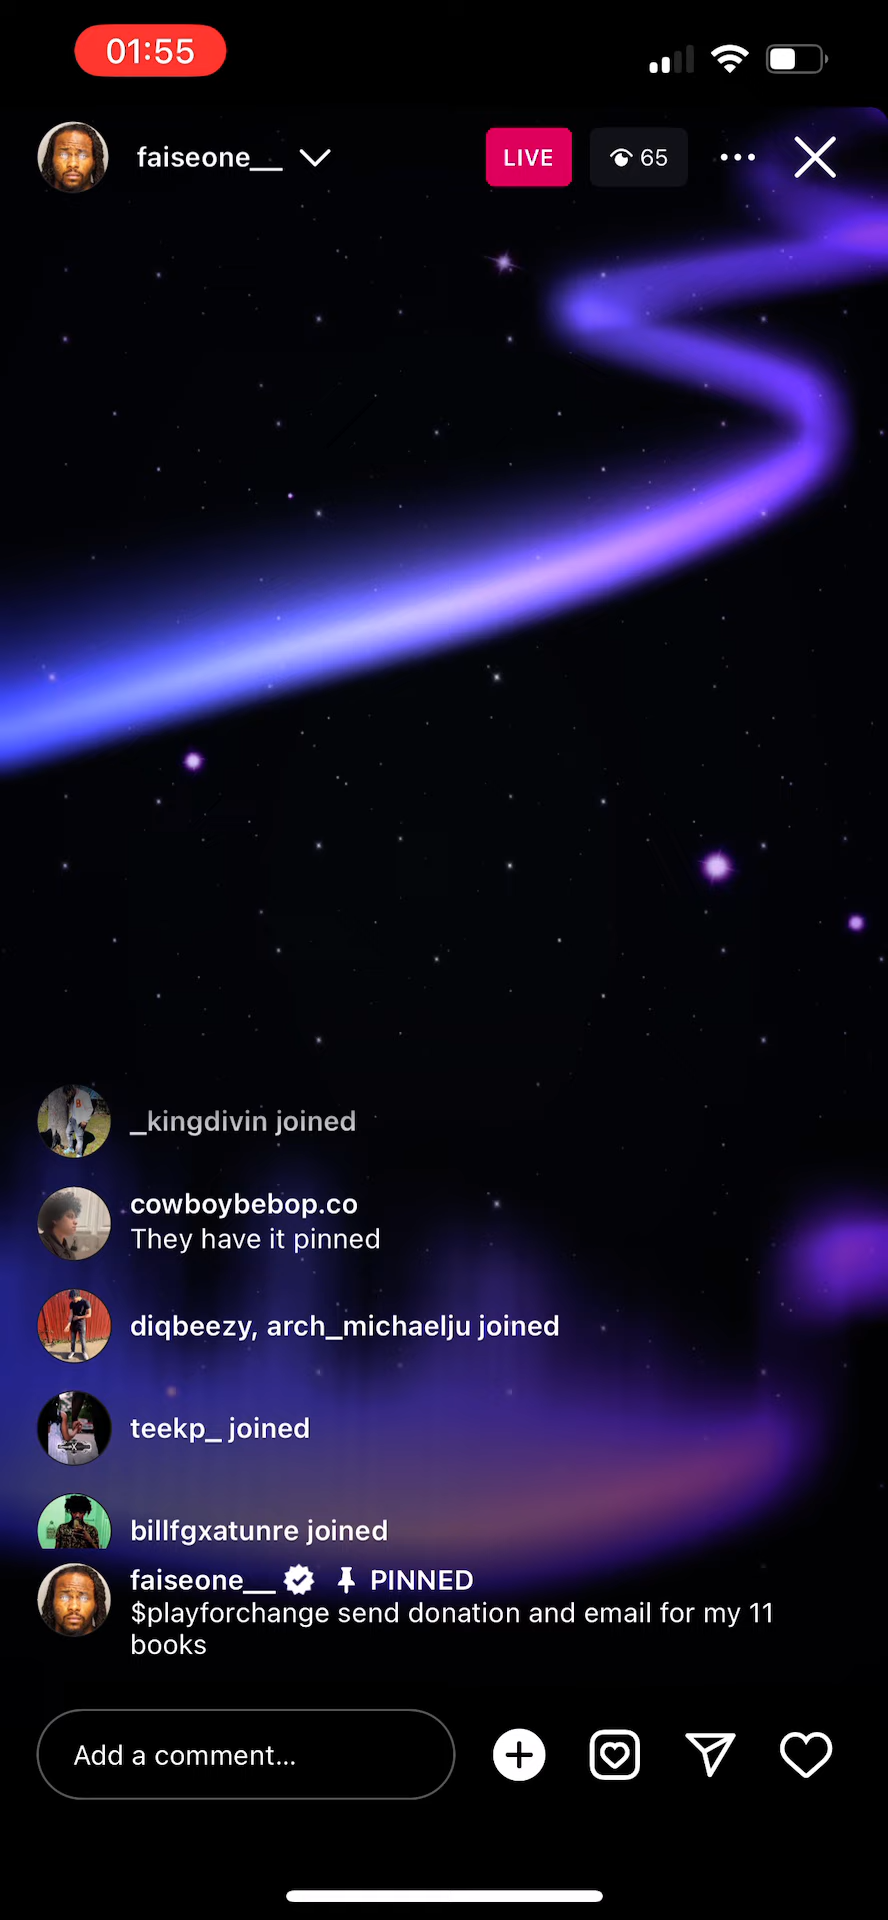 01:55
faiseone__
LIVE
65
_kingdivin joined
cowboybebop.co
They have it pinned
diqbeezy, arch_michaelju joined
teekp_ joined
billfgxatunre joined
faiseone__ PINNED
$playforchange send donation and email for my 11
books
Add a comment...